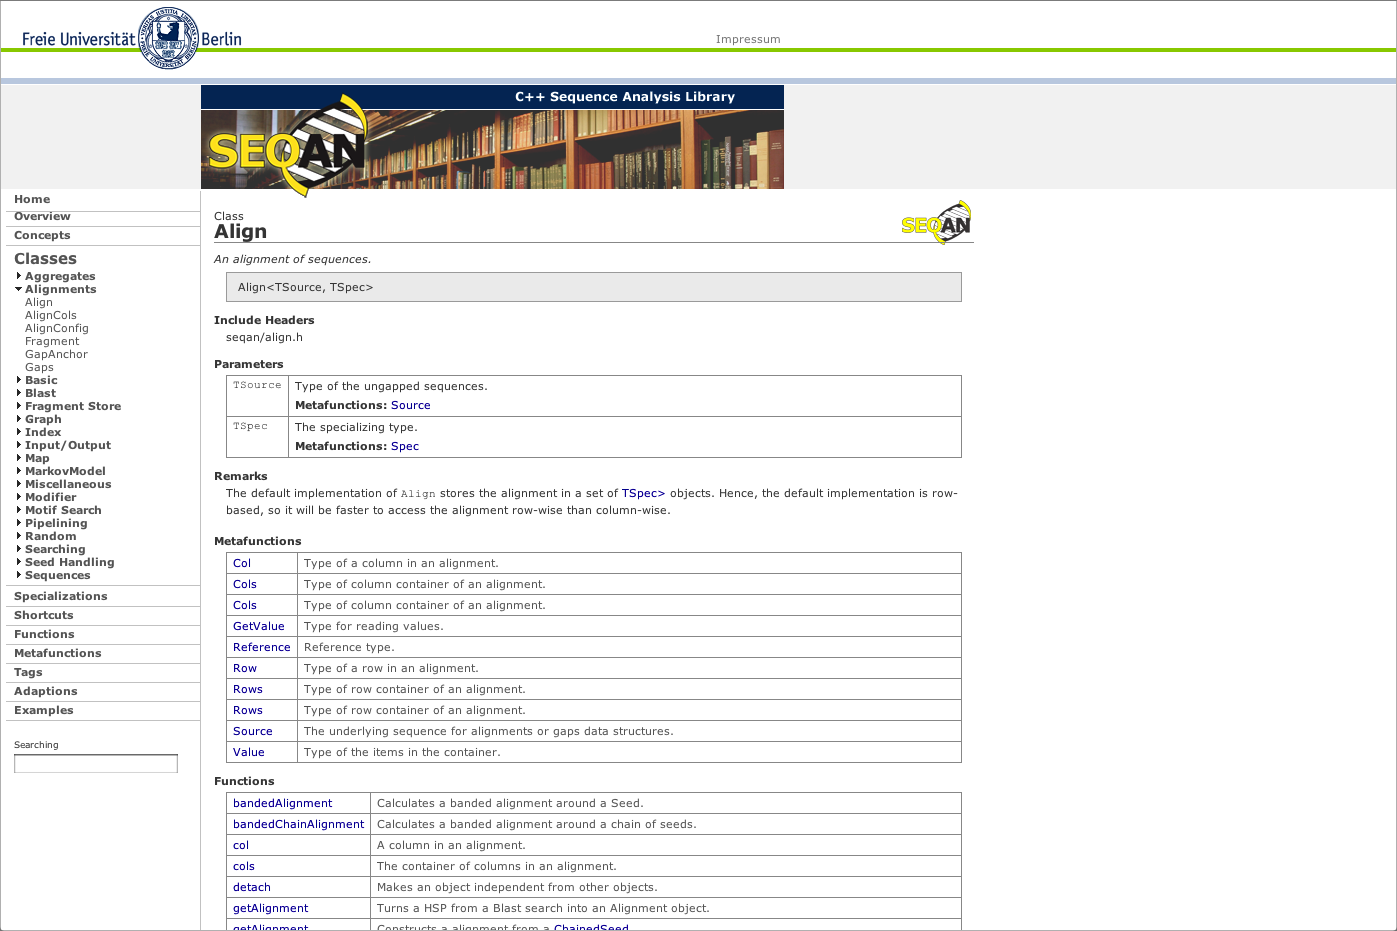 Freie Universität Berlin
Impressum
C++ Sequence Analysis Library
SEQAN
Home
Overview
Concepts
Classes
Aggregates
Alignments
Align
AlignCols
AlignConfig
Fragment
GapAnchor
Gaps
Basic
Blast
Fragment Store
Graph
Index
Input/Output
Map
MarkovModel
Miscellaneous
Modifier
Motif Search
Pipelining
Random
Searching
Seed Handling
Sequences
Specializations
Shortcuts
Functions
Metafunctions
Tags
Adaptions
Examples
Searching
Class
Align
SEQAN
An alignment of sequences.
Align<TSource, TSpec>
Include Headers
seqan/align.h
Parameters
TSource Type of the ungapped sequences.
Metafunctions: Source
TSpec The specializing type.
Metafunctions: Spec
Remarks
The default implementation of Align stores the alignment in a set of TSpec> objects. Hence, the default implementation is row-
based, so it will be faster to access the alignment row-wise than column-wise.
Metafunctions
Col Type of a column in an alignment.
Cols Type of column container of an alignment.
Cols Type of column container of an alignment.
GetValue Type for reading values.
Reference Reference type.
Row Type of a row in an alignment.
Rows Type of row container of an alignment.
Rows Type of row container of an alignment.
Source The underlying sequence for alignments or gaps data structures.
Value Type of the items in the container.
Functions
bandedAlignment Calculates a banded alignment around a Seed.
bandedChainAlignment Calculates a banded alignment around a chain of seeds.
col A column in an alignment.
cols The container of columns in an alignment.
detach Makes an object independent from other objects.
getAlignment Turns a HSP from a Blast search into an Alignment object.
getAlignment Constructs a alignment from a ChainedSeed.